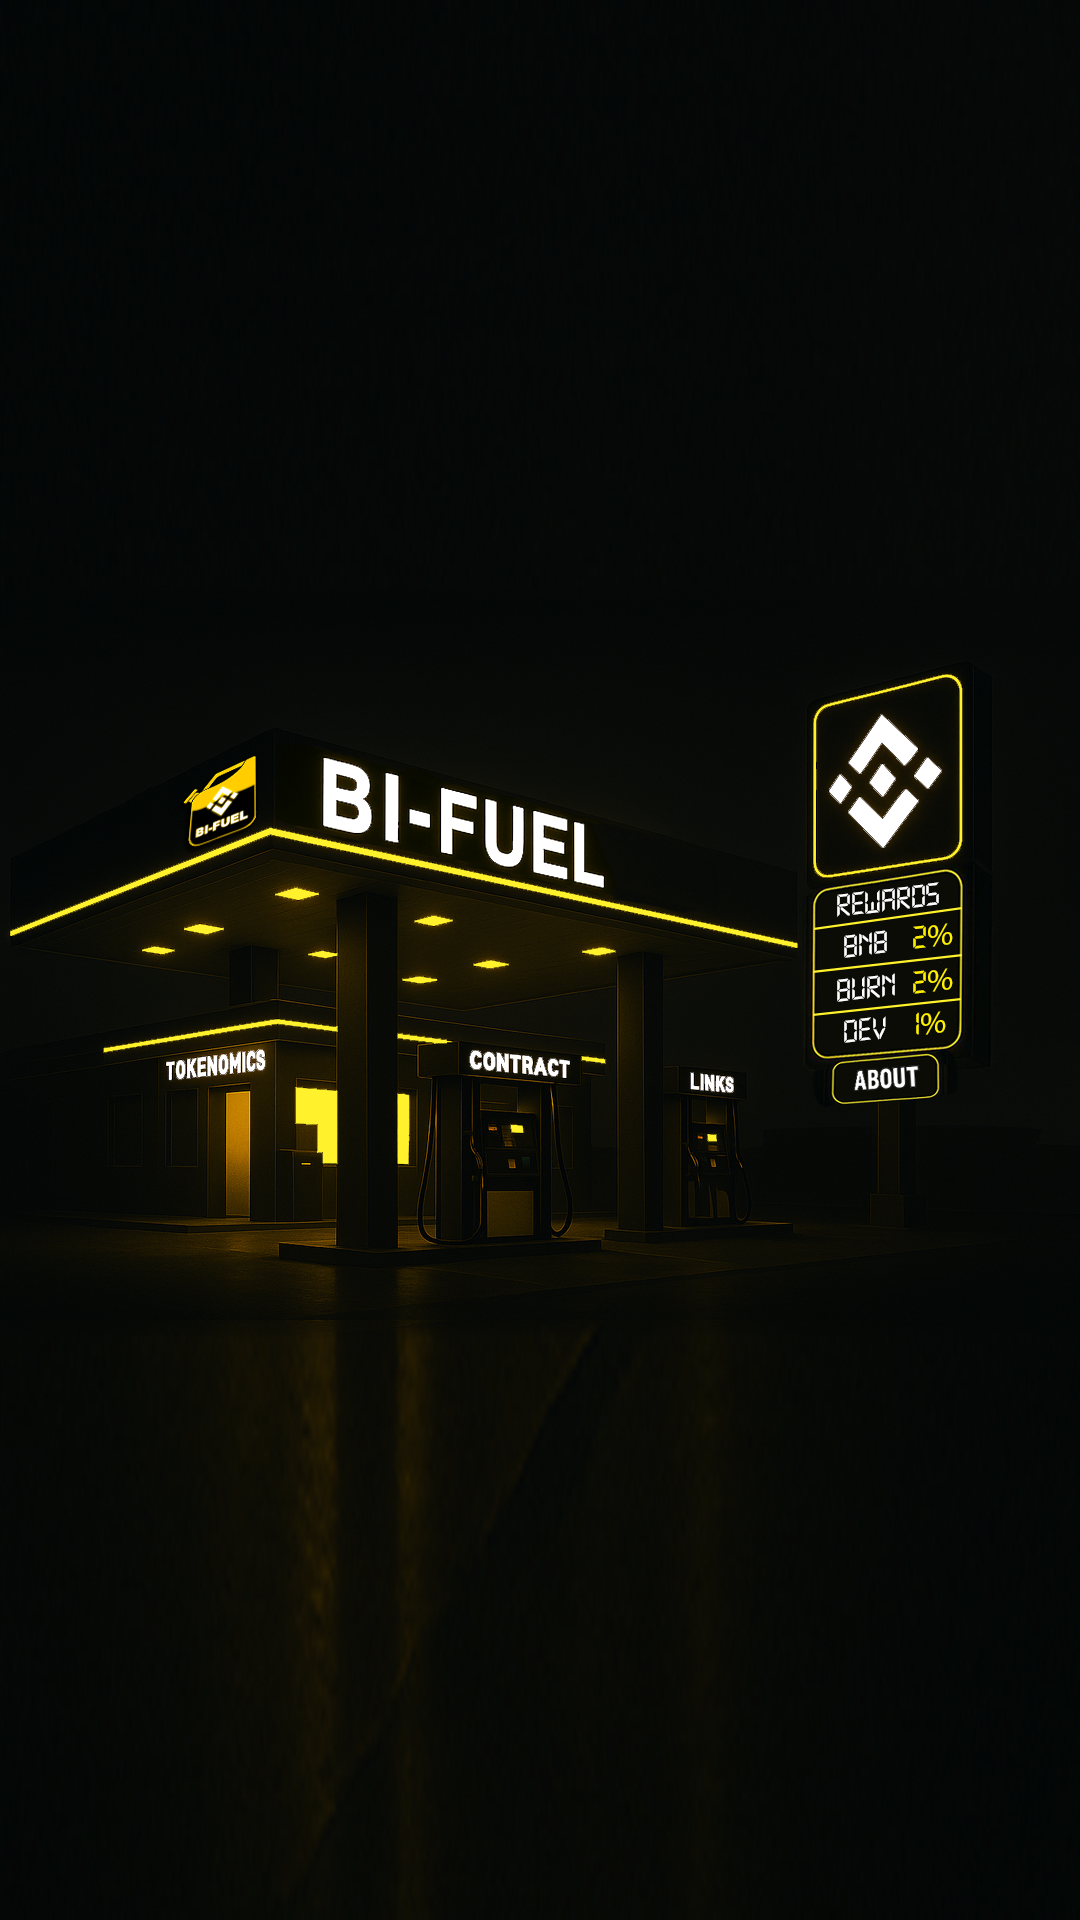 BI-FUEL
BI-FUEL
REWARDS
BNB 2%
BURN 2%
DEV 1%
ABOUT
TOKENOMICS
CONTRACT
LINKS